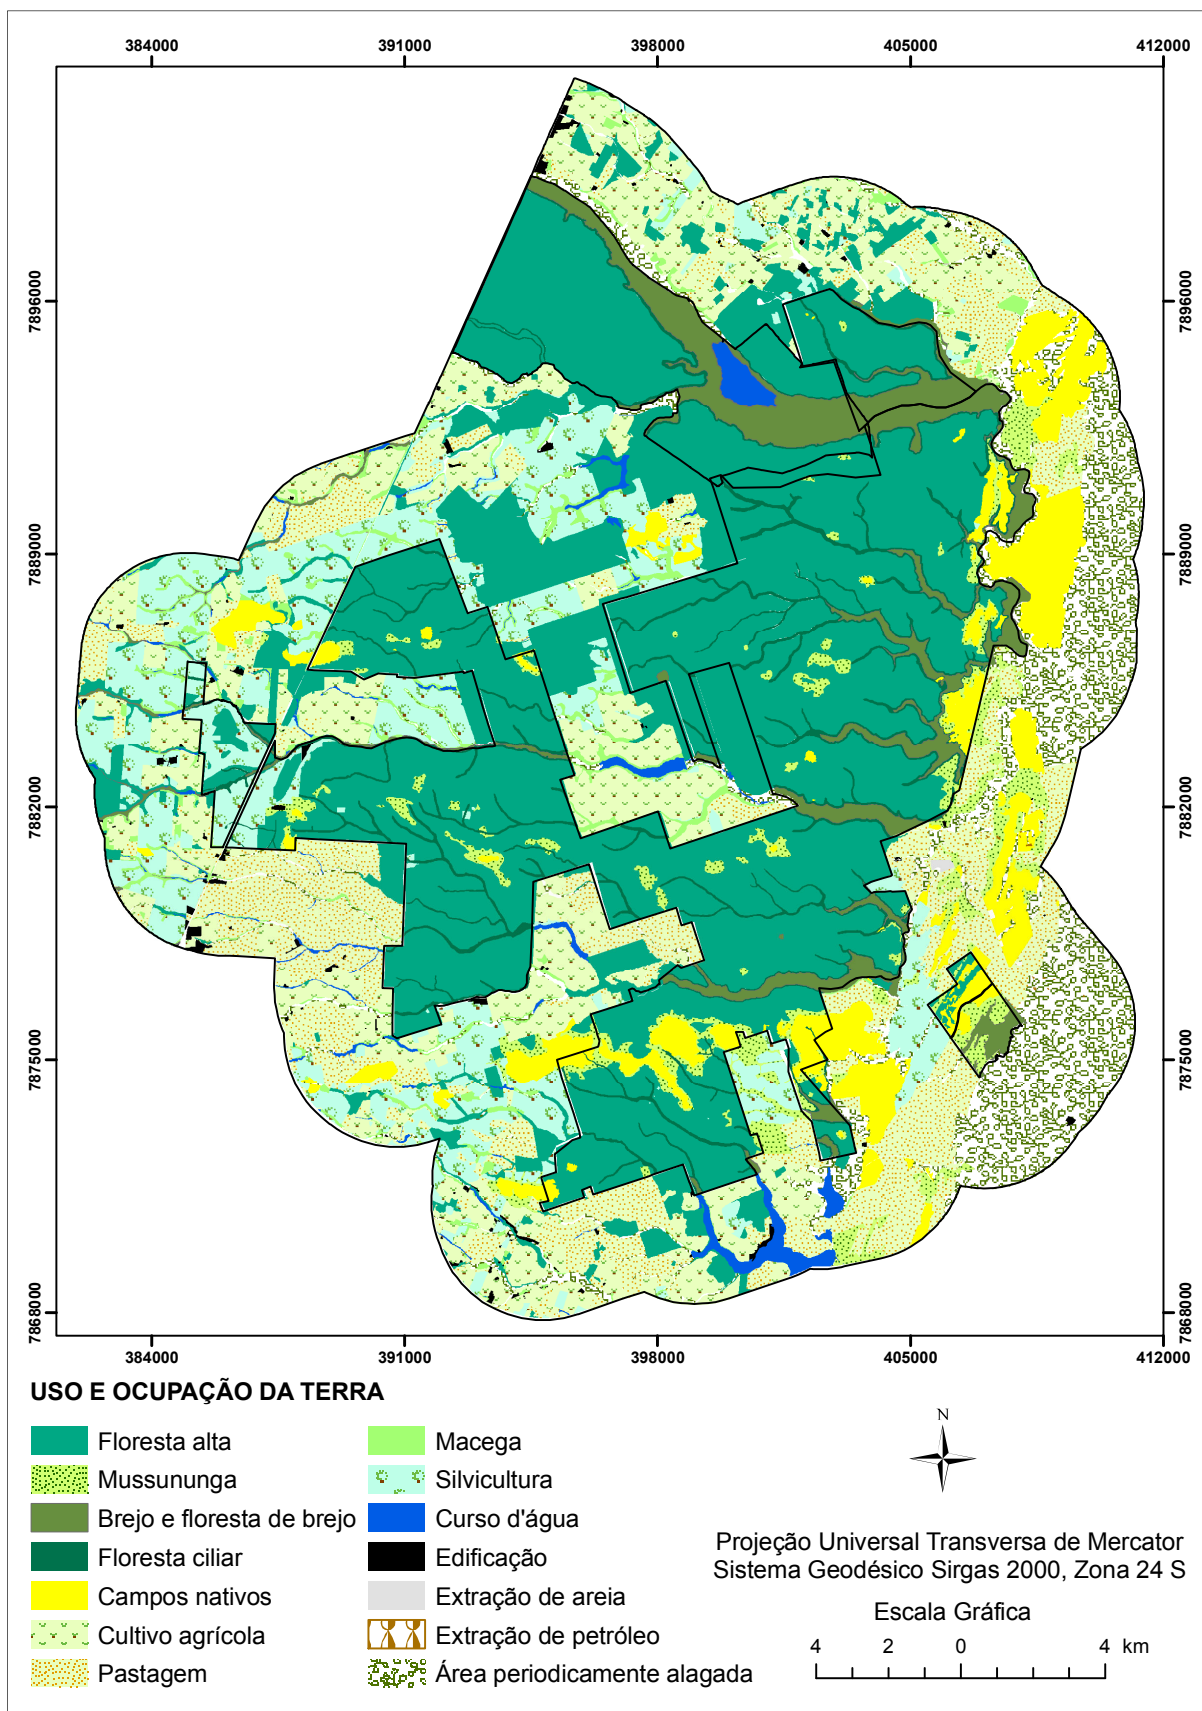 384000 391000 398000 405000 412000
7896000 7896000
7889000 7889000
7882000 7882000
7875000 7875000
7868000 7868000
384000 391000 398000 405000 412000
USO E OCUPAÇÃO DA TERRA
Floresta alta
Mussununga
Brejo e floresta de brejo
Floresta ciliar
Campos nativos
Cultivo agrícola
Pastagem
Macega
Silvicultura
Curso d'água
Edificação
Extração de areia
Extração de petróleo
Área periodicamente alagada
N
Projeção Universal Transversa de Mercator
Sistema Geodésico Sirgas 2000, Zona 24 S
Escala Gráfica
4 2 0 4 km